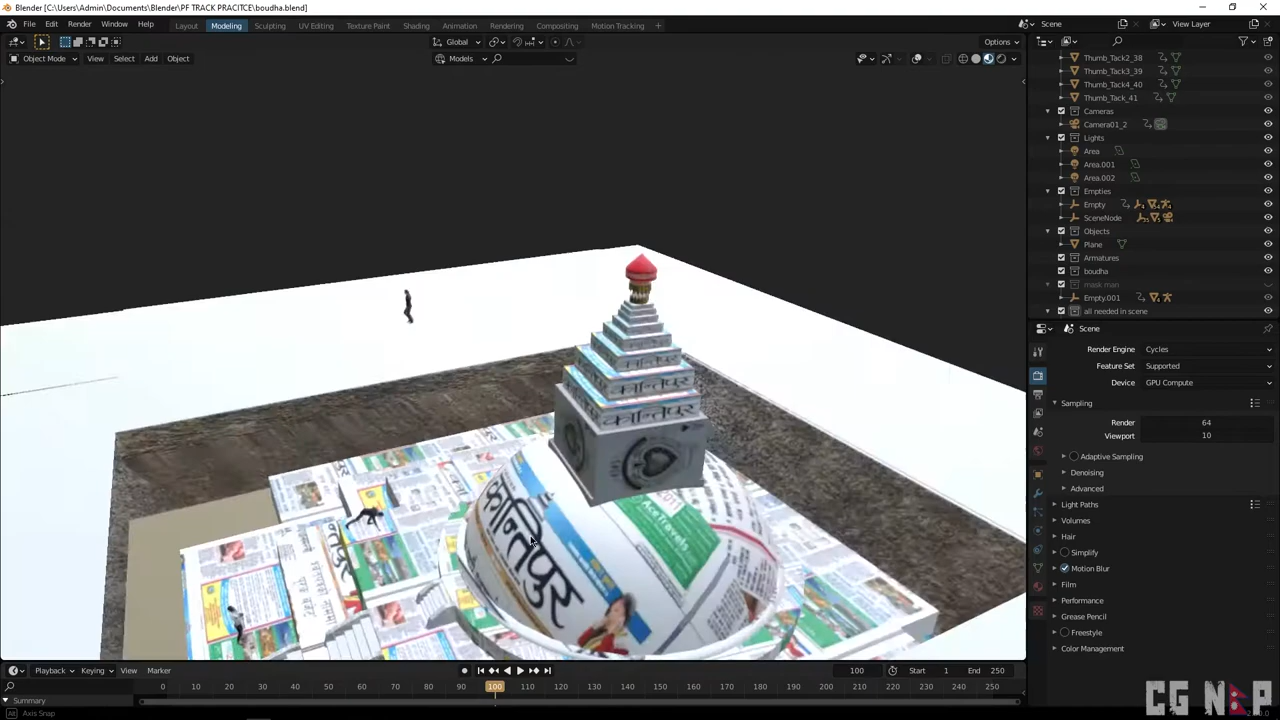 Blender [C:\Users\Admin\Documents\Blender\PF TRACK PRACITCE\boudha.blend]
File Edit Render Window Help Layout Modeling Sculpting UV Editing Texture Paint Shading Animation Rendering Compositing Motion Tracking + Scene View Layer
Global Options
Object Mode View Select Add Object Models
Thumb_Tack2_38
Thumb_Tack3_39
Thumb_Tack4_40
Thumb_Tack_41
Cameras
Camera01_2
Lights
Area
Area.001
Area.002
Empties
Empty
SceneNode
Objects
Plane
Armatures
boudha
mask man
Empty.001
all needed in scene
Scene
Render Engine Cycles
Feature Set Supported
Device GPU Compute
Sampling
Render 64
Viewport 10
Adaptive Sampling
Denoising
Advanced
Light Paths
Volumes
Hair
Simplify
Motion Blur
Film
Performance
Grease Pencil
Freestyle
Color Management
कान्तिपुर
कान्तिपुर
AceTravels
Playback Keying View Marker 100 Start 1 End 250
0 10 20 30 40 50 60 70 80 90 100 110 120 130 140 150 160 170 180 190 200 210 220 230 240 250
Summary
Axis Snap